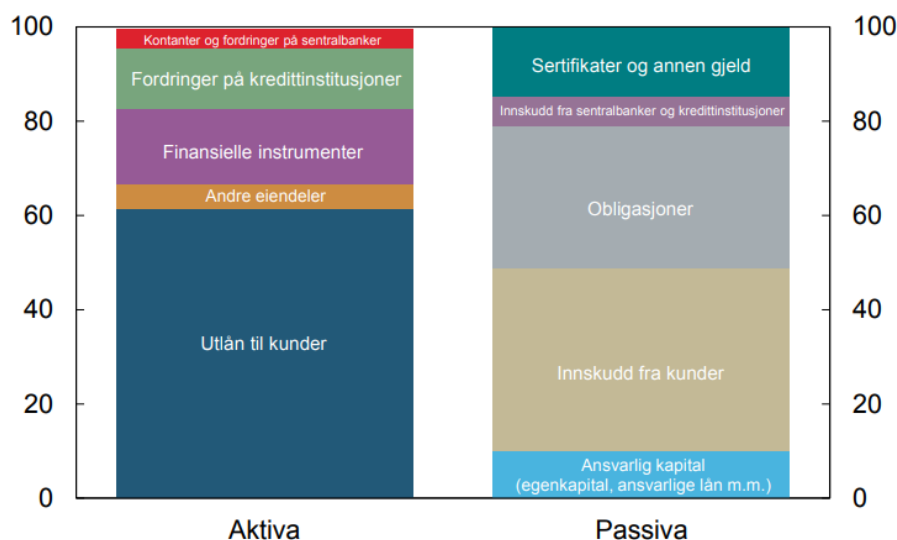 100
80
60
40
20
0
Kontanter og fordringer på sentralbanker
Fordringer på kredittinstitusjoner
Finansielle instrumenter
Andre eiendeler
Utlån til kunder
Sertifikater og annen gjeld
Innskudd fra sentralbanker og kredittinstitusjoner
Obligasjoner
Innskudd fra kunder
Ansvarlig kapital
(egenkapital, ansvarlige lån m.m.)
100
80
60
40
20
0
Aktiva
Passiva